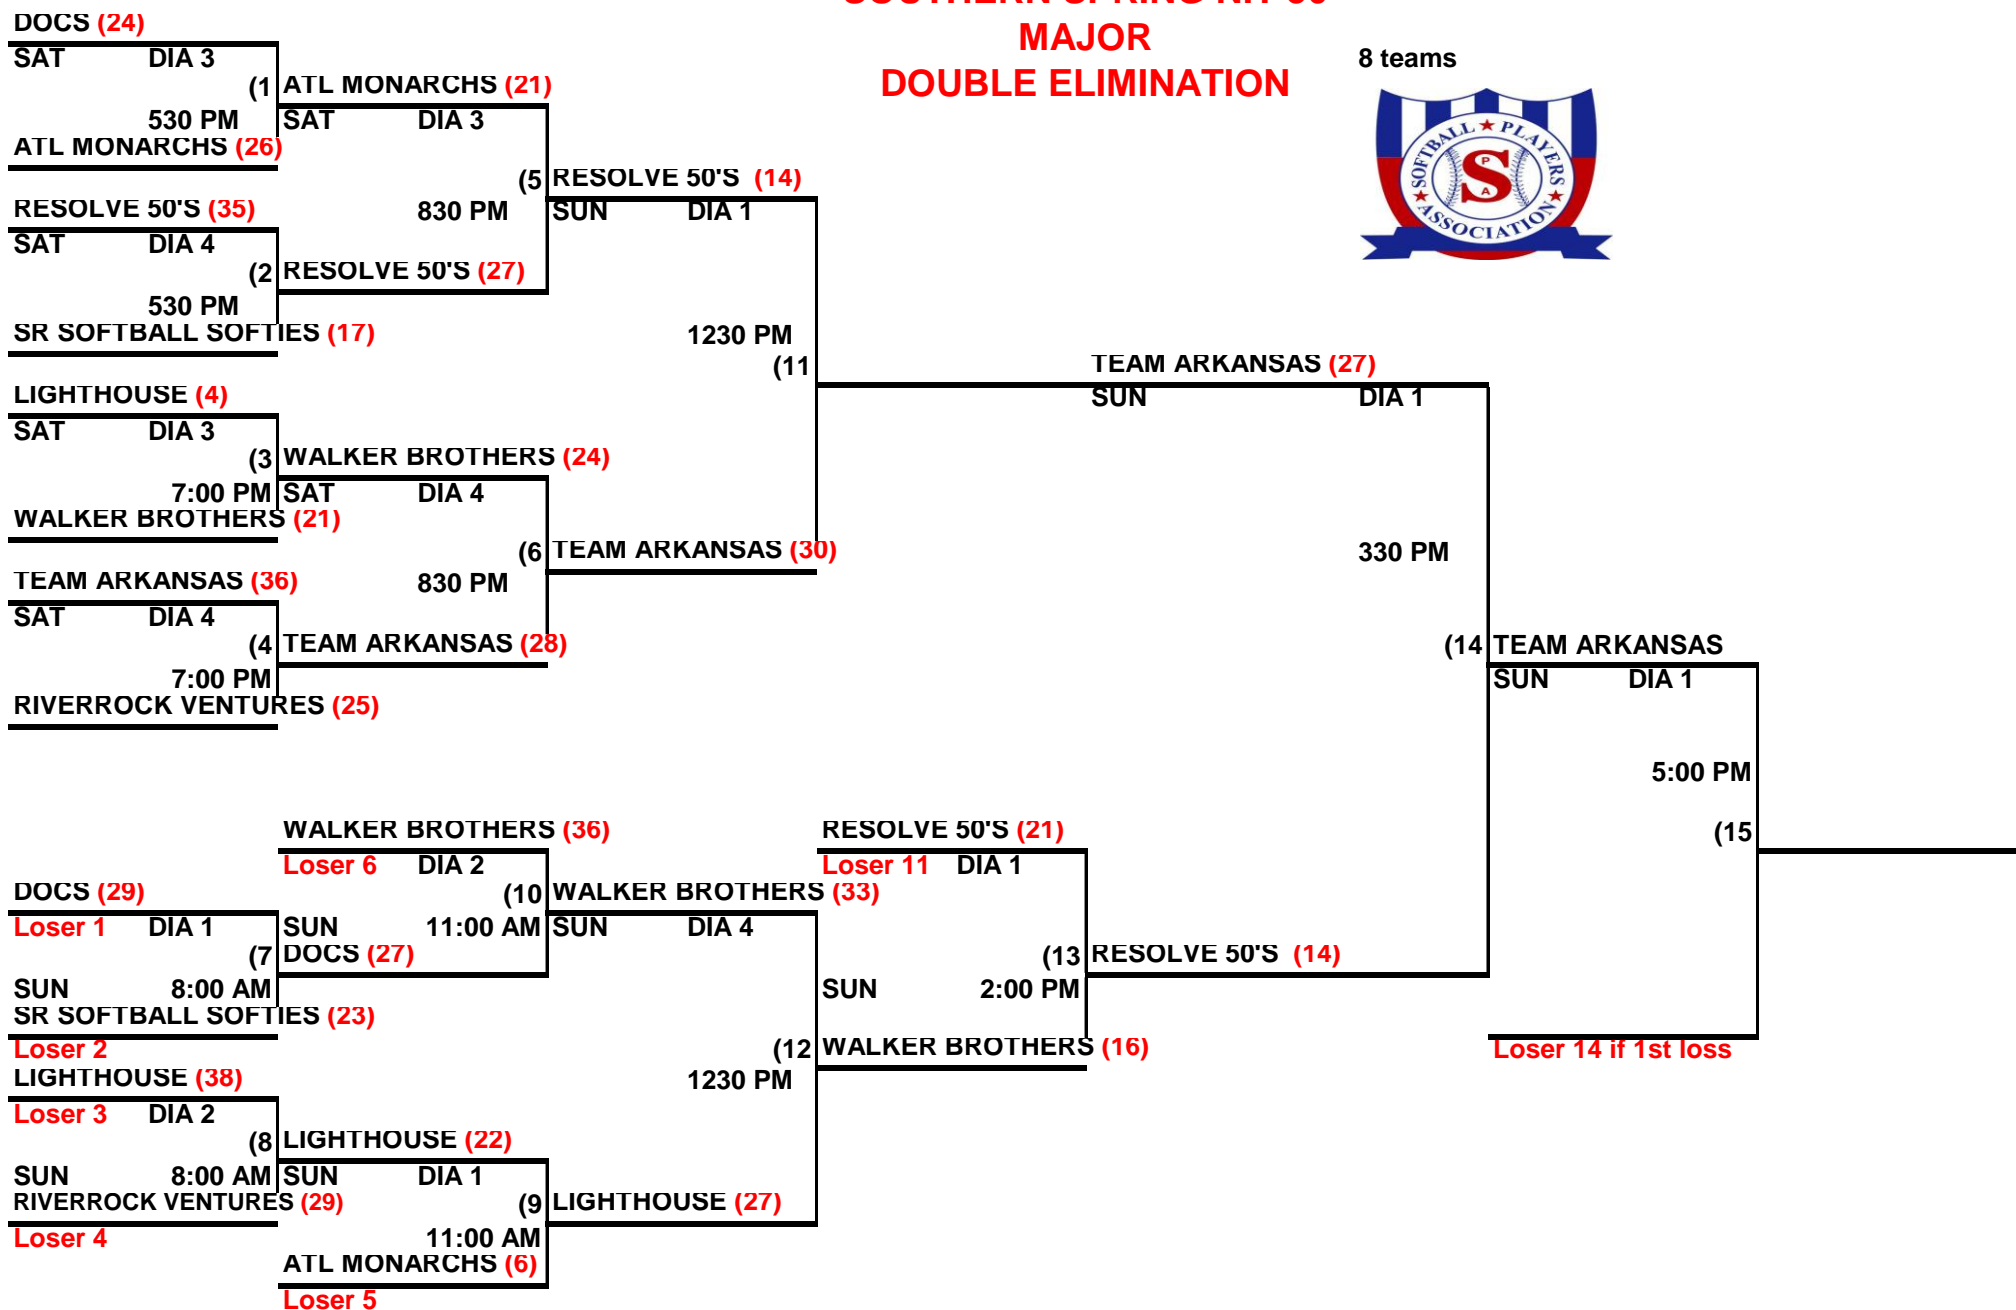 SOUTHERN SPRING NIT 50
MAJOR
DOUBLE ELIMINATION
8 teams
SOFTBALL ★ PLAYERS
★ ASSOCIATION ★
S
P
A
DOCS (24)
SAT DIA 3
(1
530 PM
ATL MONARCHS (26)
RESOLVE 50'S (35)
SAT DIA 4
(2
530 PM
SR SOFTBALL SOFTIES (17)
LIGHTHOUSE (4)
SAT DIA 3
(3
7:00 PM
WALKER BROTHERS (21)
TEAM ARKANSAS (36)
SAT DIA 4
(4
7:00 PM
RIVERROCK VENTURES (25)
ATL MONARCHS (21)
SAT DIA 3
(5
830 PM
RESOLVE 50'S (27)
WALKER BROTHERS (24)
SAT DIA 4
(6
830 PM
TEAM ARKANSAS (28)
RESOLVE 50'S (14)
SUN DIA 1
1230 PM
(11
TEAM ARKANSAS (30)
TEAM ARKANSAS (27)
SUN DIA 1
330 PM
(14
TEAM ARKANSAS
SUN DIA 1
5:00 PM
(15
Loser 14 if 1st loss
WALKER BROTHERS (36)
Loser 6 DIA 2
(10
SUN 11:00 AM
DOCS (27)
DOCS (29)
Loser 1 DIA 1
(7
SUN 8:00 AM
SR SOFTBALL SOFTIES (23)
Loser 2
LIGHTHOUSE (38)
Loser 3 DIA 2
(8
SUN 8:00 AM
RIVERROCK VENTURES (29)
Loser 4
LIGHTHOUSE (22)
SUN DIA 1
(9
11:00 AM
ATL MONARCHS (6)
Loser 5
WALKER BROTHERS (33)
SUN DIA 4
(12
1230 PM
LIGHTHOUSE (27)
RESOLVE 50'S (21)
Loser 11 DIA 1
(13
SUN 2:00 PM
WALKER BROTHERS (16)
RESOLVE 50'S (14)